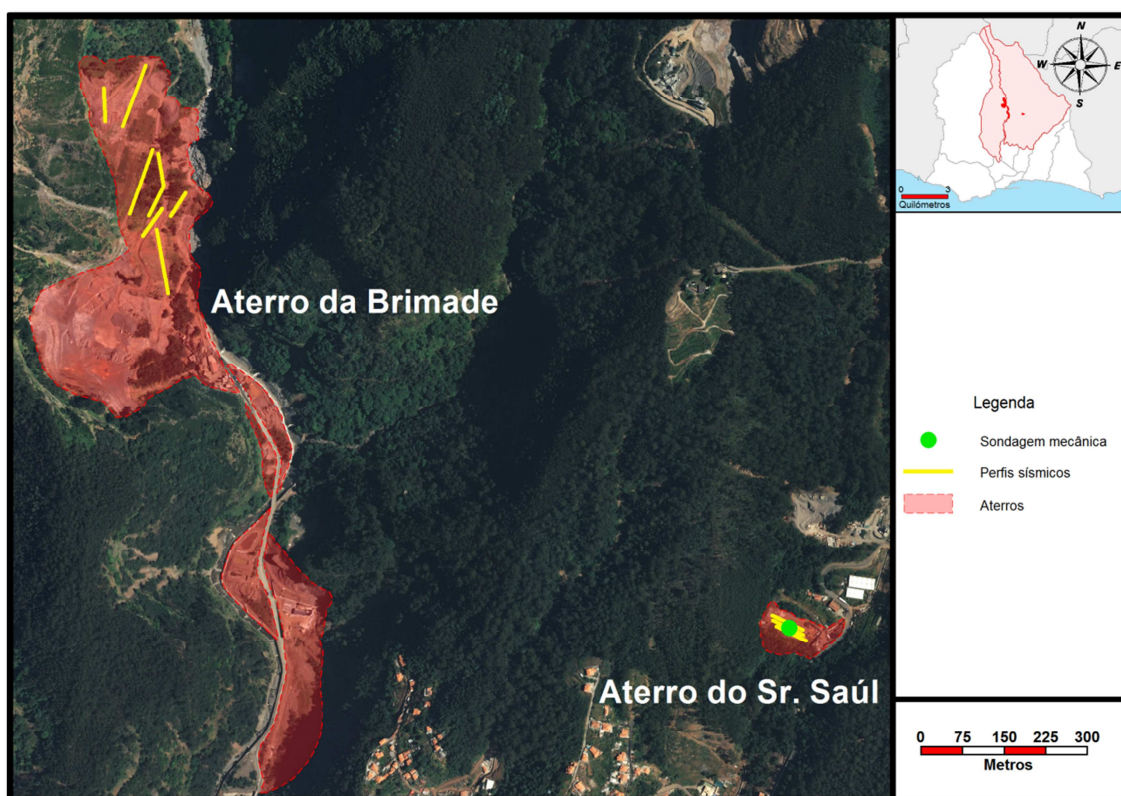 N
W E
S
0 3
Quilómetros
Aterro da Brimade
Legenda
Sondagem mecânica
Perfis sísmicos
Aterros
Aterro do Sr. Saúl
0 75 150 225 300
Metros